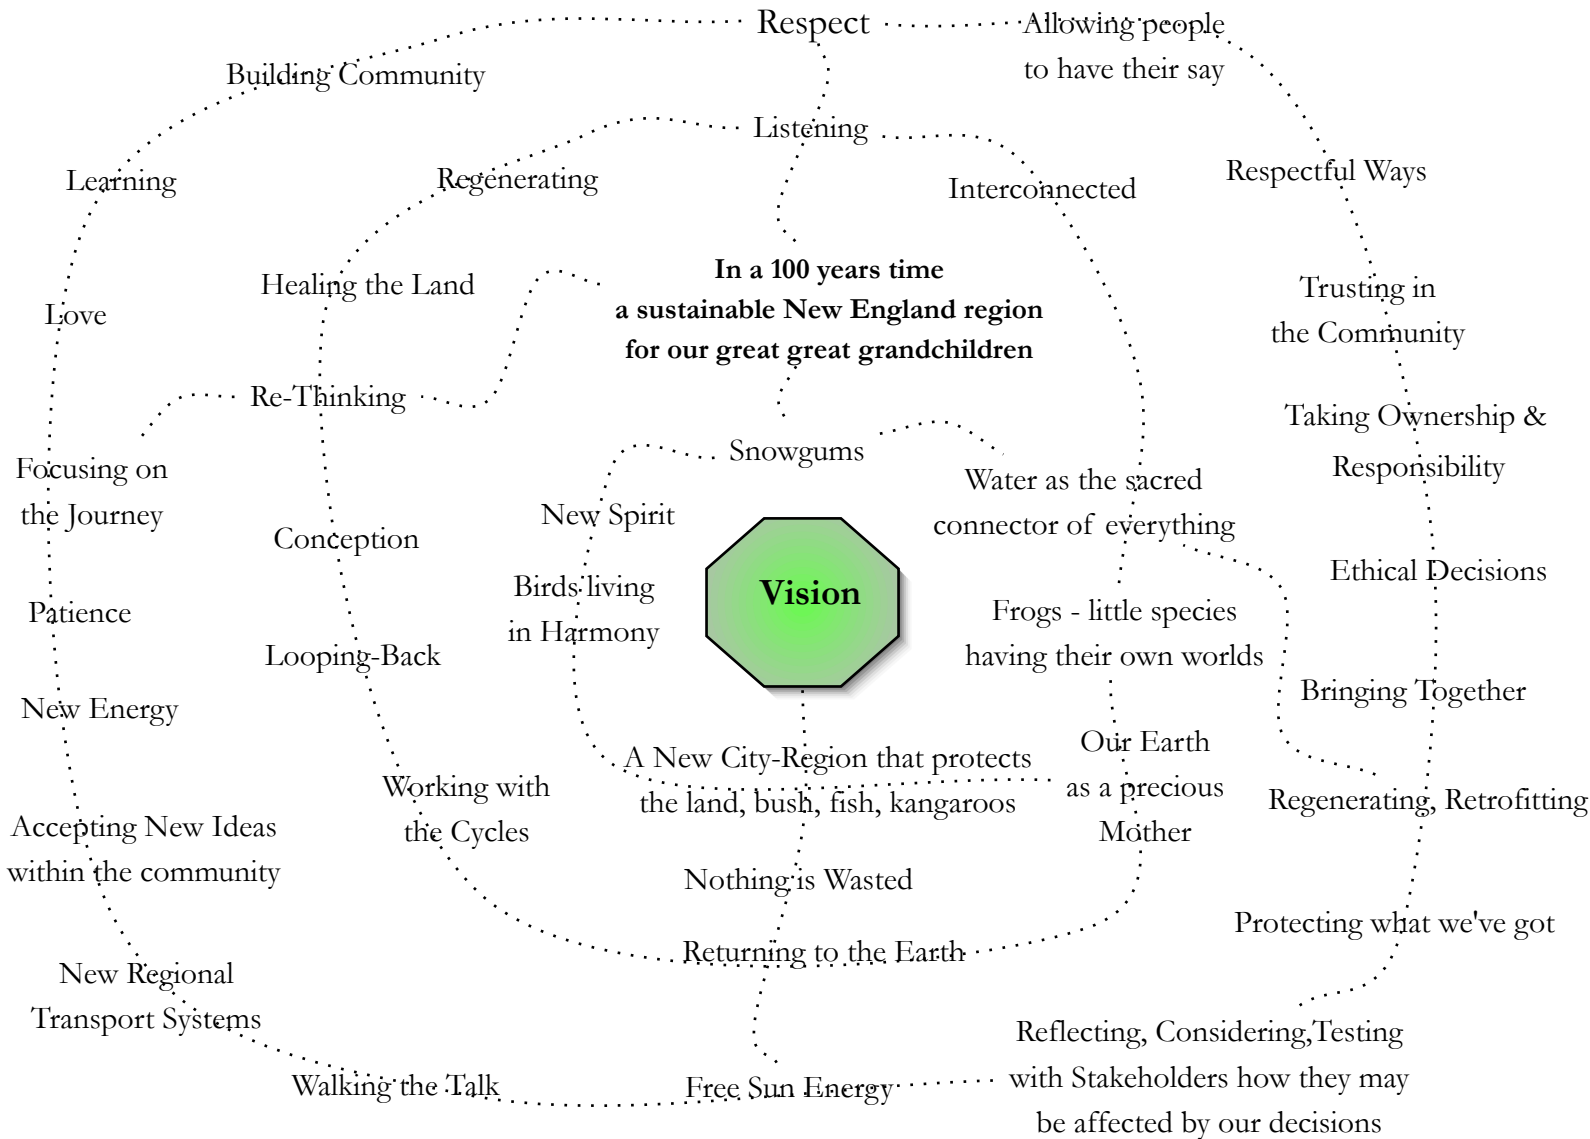 Respect
Allowing people
to have their say
Building Community
Listening
Learning
Regenerating
Interconnected
Respectful Ways
In a 100 years time
a sustainable New England region
for our great great grandchildren
Healing the Land
Love
Trusting in
the Community
Re-Thinking
Taking Ownership &
Responsibility
Snowgums
Focusing on
the Journey
Water as the sacred
connector of everything
New Spirit
Conception
Birds living
in Harmony
Vision
Ethical Decisions
Patience
Frogs - little species
having their own worlds
Looping-Back
New Energy
Bringing Together
A New City-Region that protects
the land, bush, fish, kangaroos
Our Earth
as a precious
Mother
Working with
the Cycles
Regenerating, Retrofitting
Accepting New Ideas
within the community
Nothing is Wasted
Protecting what we've got
Returning to the Earth
New Regional
Transport Systems
Reflecting, Considering,Testing
with Stakeholders how they may
be affected by our decisions
Walking the Talk
Free Sun Energy